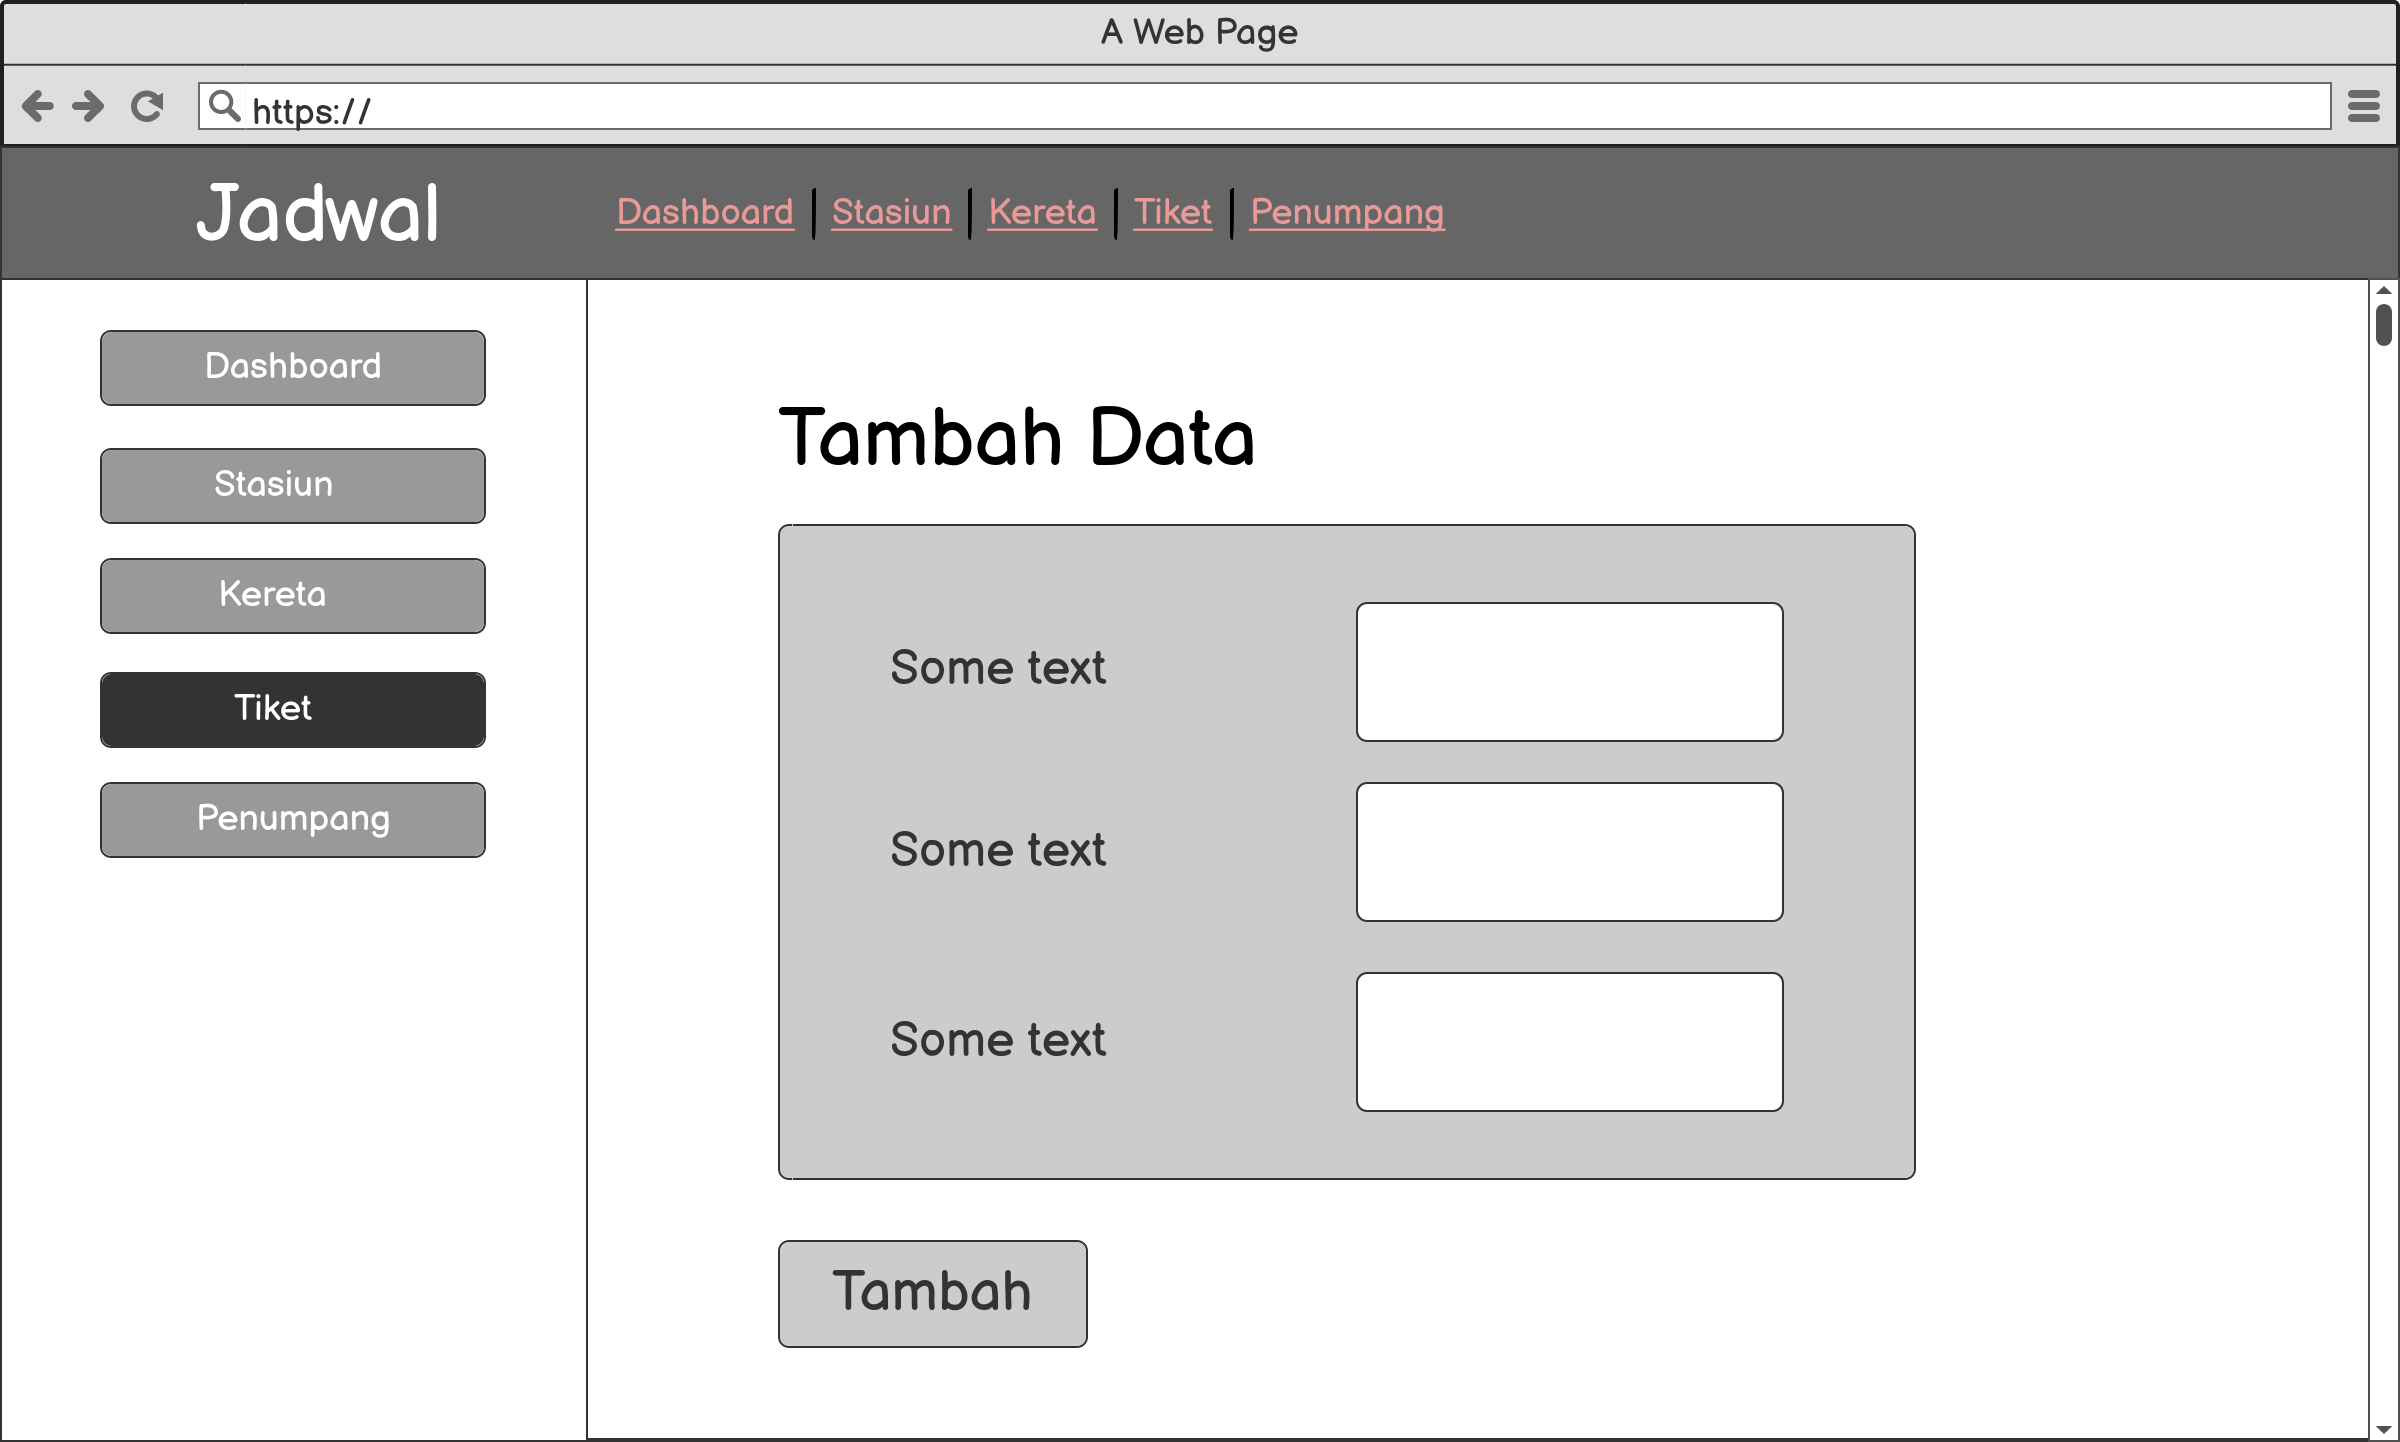 A Web Page
https://
Jadwal
Dashboard Stasiun Kereta Tiket Penumpang
Dashboard
Stasiun
Kereta
Tiket
Penumpang
Tambah Data
Some text
Some text
Some text
Tambah